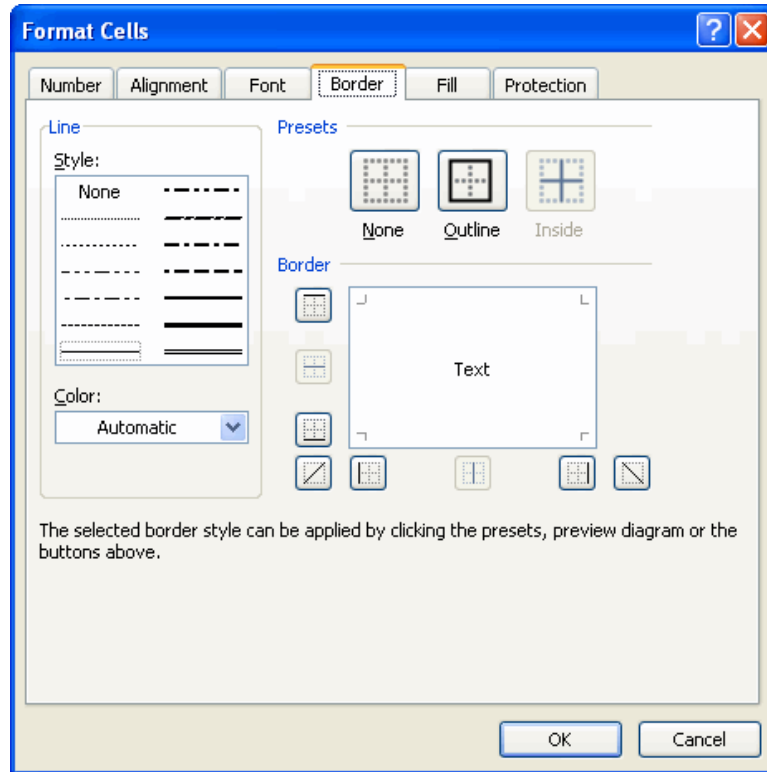 Format Cells
Number Alignment Font Border Fill Protection
Line
Style:
None
Color:
Automatic
Presets
None Outline Inside
Border
Text
The selected border style can be applied by clicking the presets, preview diagram or the
buttons above.
OK Cancel